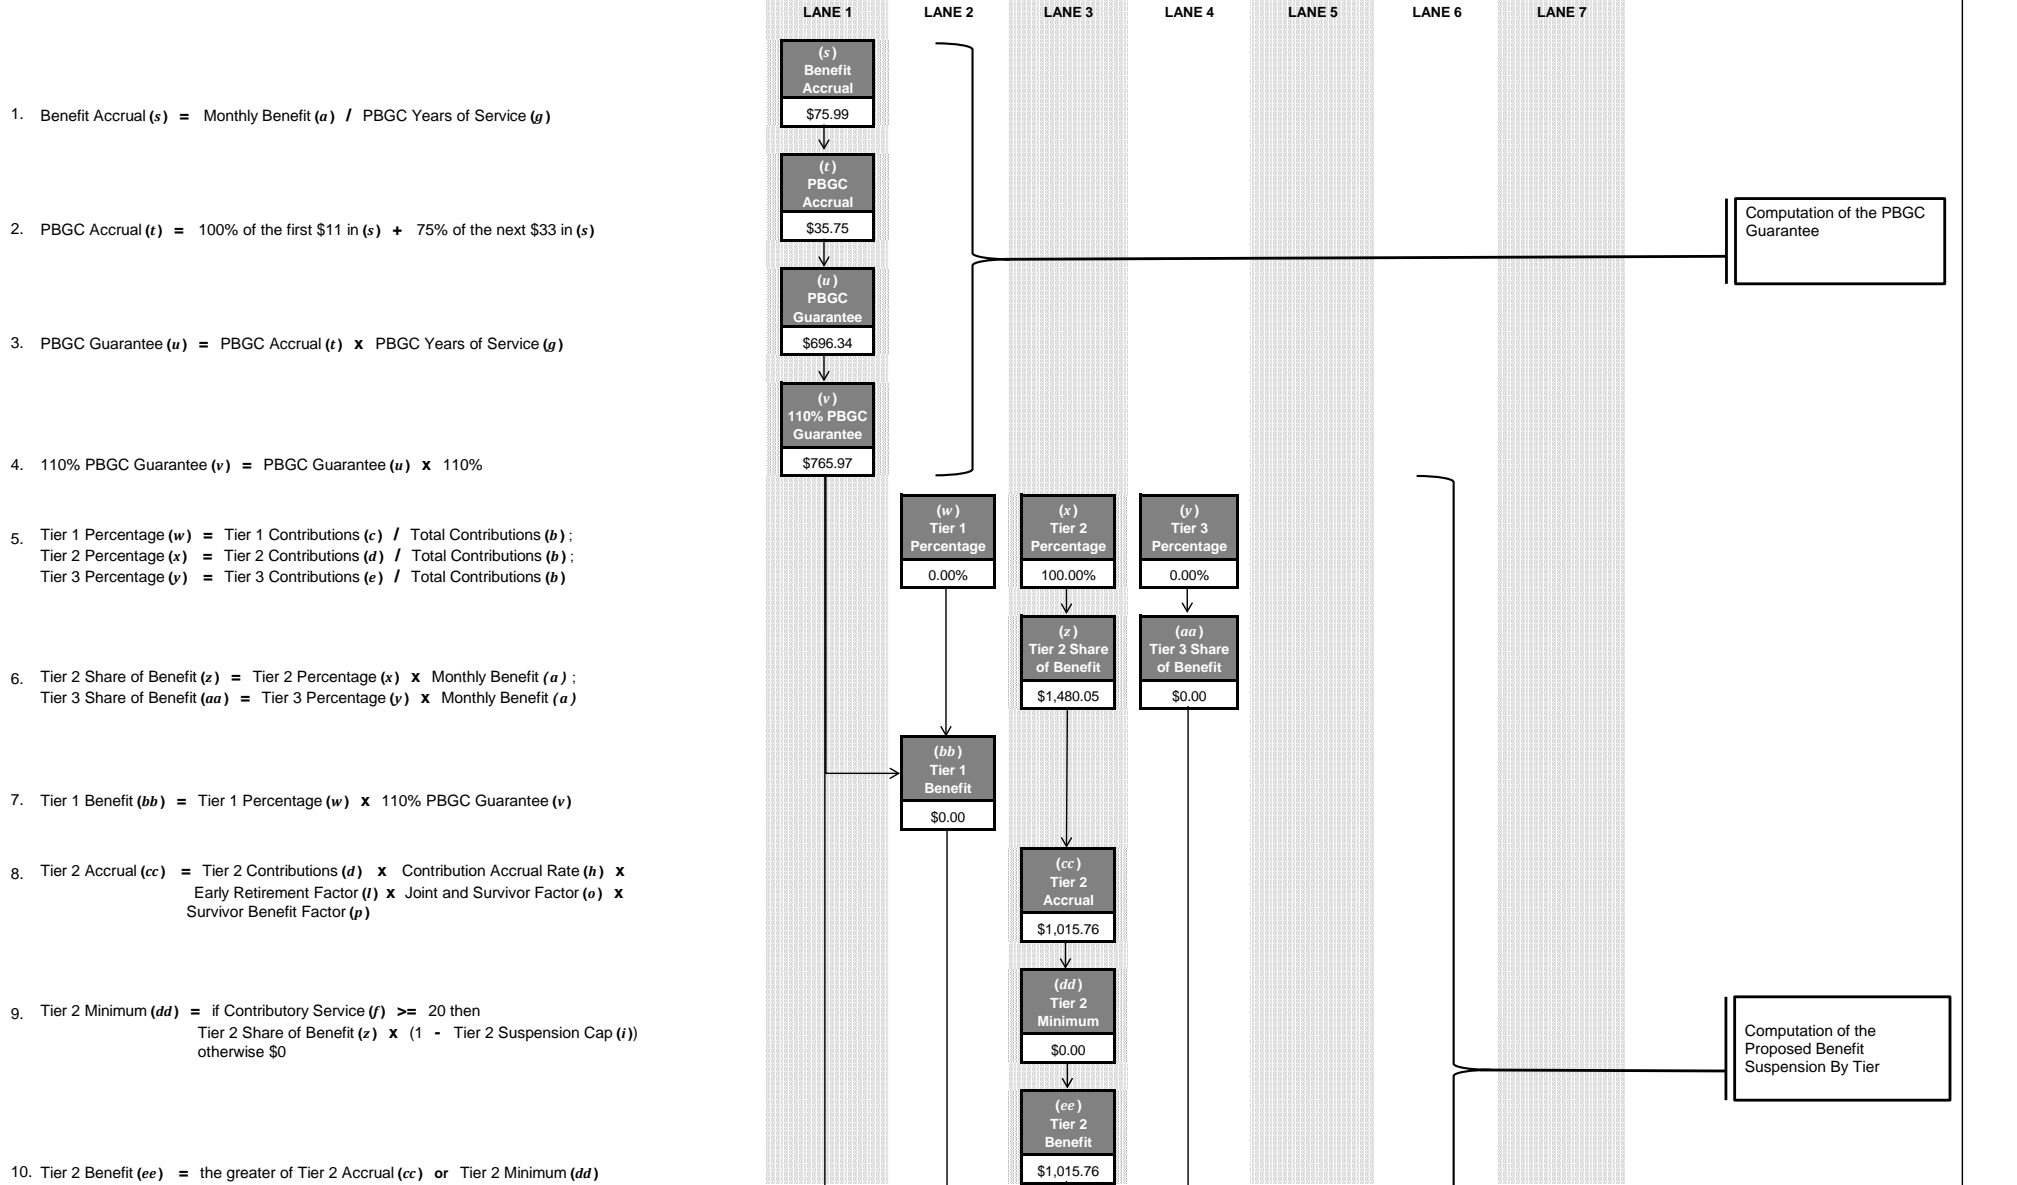 LANE 1 LANE 2 LANE 3 LANE 4 LANE 5 LANE 6 LANE 7
(s)
Benefit
Accrual
$75.99
1. Benefit Accrual (s) = Monthly Benefit (a) / PBGC Years of Service (g)
(t)
PBGC
Accrual
$35.75
2. PBGC Accrual (t) = 100% of the first $11 in (s) + 75% of the next $33 in (s)
Computation of the PBGC
Guarantee
(u)
PBGC
Guarantee
$696.34
3. PBGC Guarantee (u) = PBGC Accrual (t) x PBGC Years of Service (g)
(v)
110% PBGC
Guarantee
$765.97
4. 110% PBGC Guarantee (v) = PBGC Guarantee (u) x 110%
(w)
Tier 1
Percentage
0.00%
(x)
Tier 2
Percentage
100.00%
(y)
Tier 3
Percentage
0.00%
5. Tier 1 Percentage (w) = Tier 1 Contributions (c) / Total Contributions (b) ;
Tier 2 Percentage (x) = Tier 2 Contributions (d) / Total Contributions (b) ;
Tier 3 Percentage (y) = Tier 3 Contributions (e) / Total Contributions (b)
(z)
Tier 2 Share
of Benefit
$1,480.05
(aa)
Tier 3 Share
of Benefit
$0.00
6. Tier 2 Share of Benefit (z) = Tier 2 Percentage (x) x Monthly Benefit (a) ;
Tier 3 Share of Benefit (aa) = Tier 3 Percentage (y) x Monthly Benefit (a)
(bb)
Tier 1
Benefit
$0.00
7. Tier 1 Benefit (bb) = Tier 1 Percentage (w) x 110% PBGC Guarantee (v)
(cc)
Tier 2
Accrual
$1,015.76
8. Tier 2 Accrual (cc) = Tier 2 Contributions (d) x Contribution Accrual Rate (h) x
Early Retirement Factor (l) x Joint and Survivor Factor (o) x
Survivor Benefit Factor (p)
(dd)
Tier 2
Minimum
$0.00
9. Tier 2 Minimum (dd) = if Contributory Service (f) >= 20 then
Tier 2 Share of Benefit (z) x (1 - Tier 2 Suspension Cap (i))
otherwise $0
Computation of the
Proposed Benefit
Suspension By Tier
(ee)
Tier 2
Benefit
$1,015.76
10. Tier 2 Benefit (ee) = the greater of Tier 2 Accrual (cc) or Tier 2 Minimum (dd)